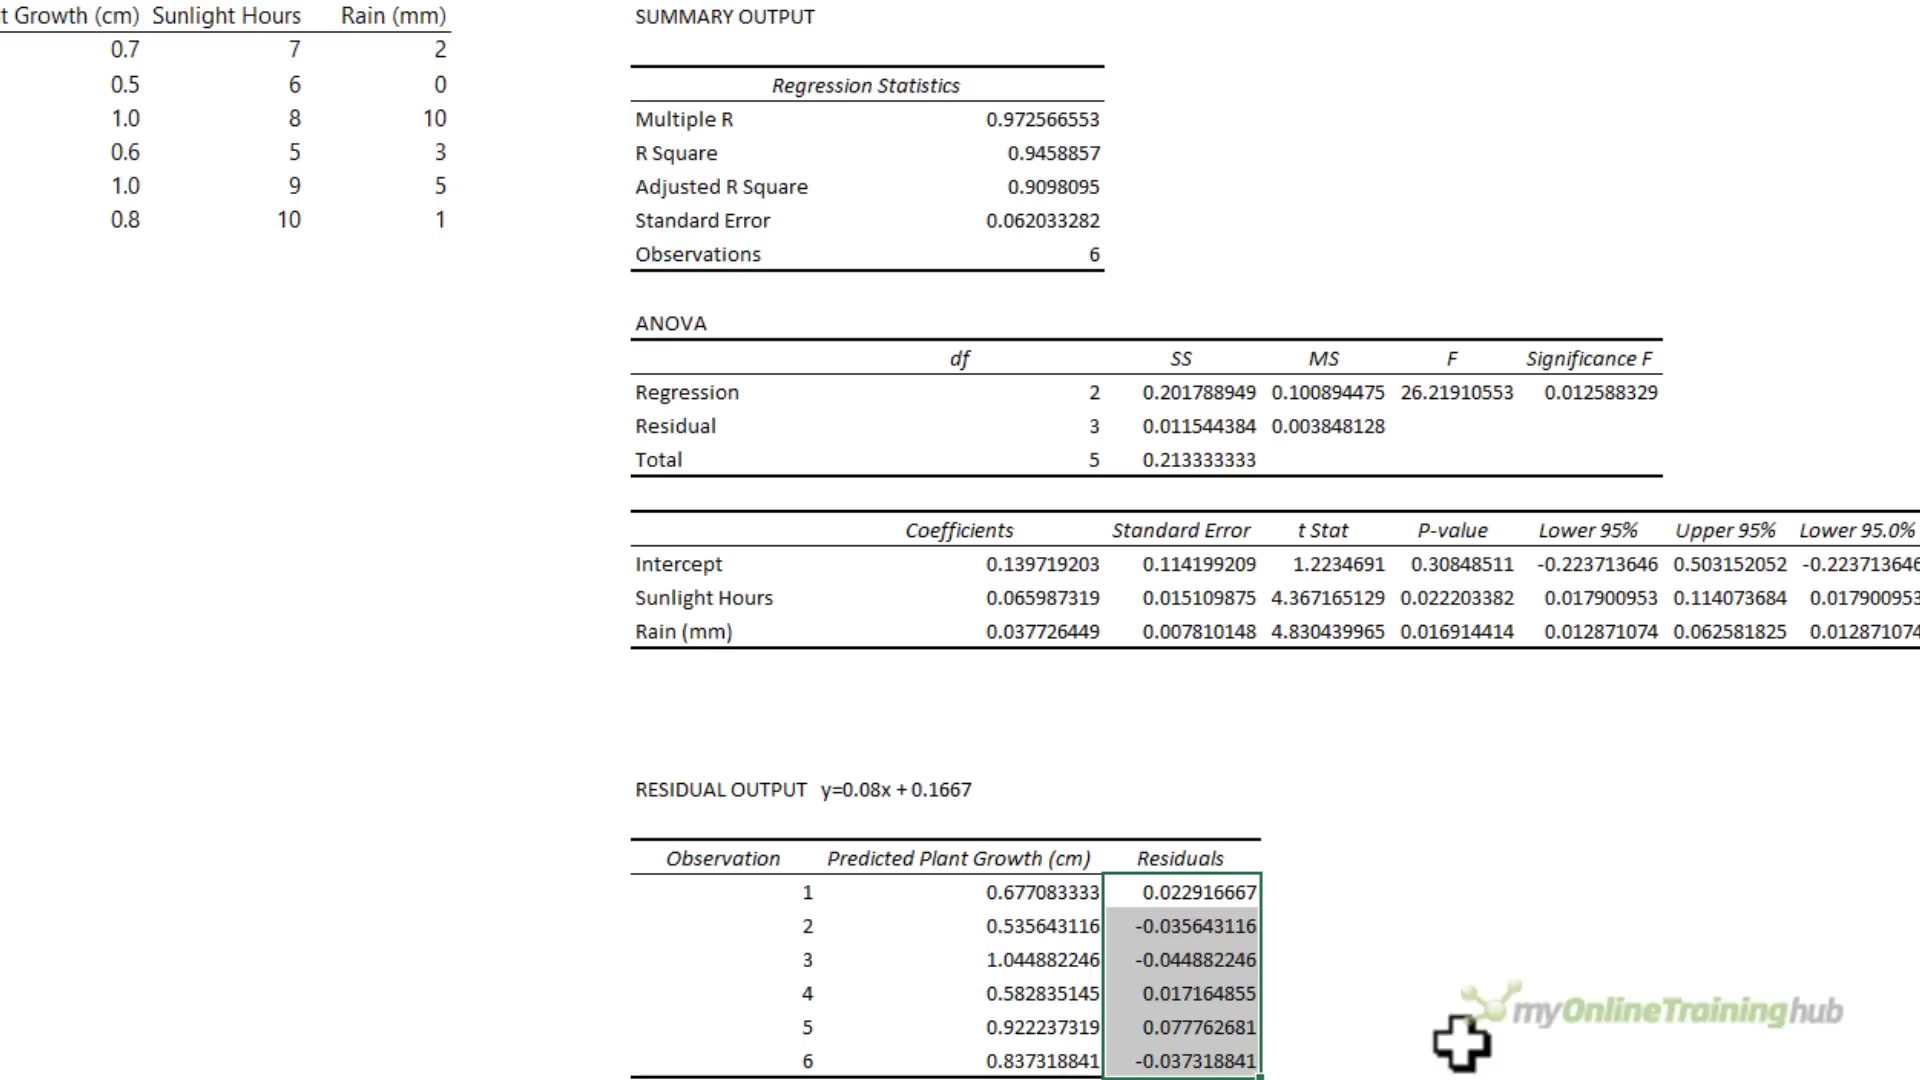 t Growth (cm) Sunlight Hours Rain (mm)
0.7 7 2
0.5 6 0
1.0 8 10
0.6 5 3
1.0 9 5
0.8 10 1
SUMMARY OUTPUT
Regression Statistics
Multiple R 0.972566553
R Square 0.9458857
Adjusted R Square 0.9098095
Standard Error 0.062033282
Observations 6
ANOVA
df SS MS F Significance F
Regression 2 0.201788949 0.100894475 26.21910553 0.012588329
Residual 3 0.011544384 0.003848128
Total 5 0.213333333
Coefficients Standard Error t Stat P-value Lower 95% Upper 95% Lower 95.0%
Intercept 0.139719203 0.114199209 1.2234691 0.30848511 -0.223713646 0.503152052 -0.223713646
Sunlight Hours 0.065987319 0.015109875 4.367165129 0.022203382 0.017900953 0.114073684 0.017900953
Rain (mm) 0.037726449 0.007810148 4.830439965 0.016914414 0.012871074 0.062581825 0.012871074
RESIDUAL OUTPUT y=0.08x + 0.1667
Observation Predicted Plant Growth (cm) Residuals
1 0.677083333 0.022916667
2 0.535643116 -0.035643116
3 1.044882246 -0.044882246
4 0.582835145 0.017164855
5 0.922237319 0.077762681
6 0.837318841 -0.037318841
myOnlineTraininghub